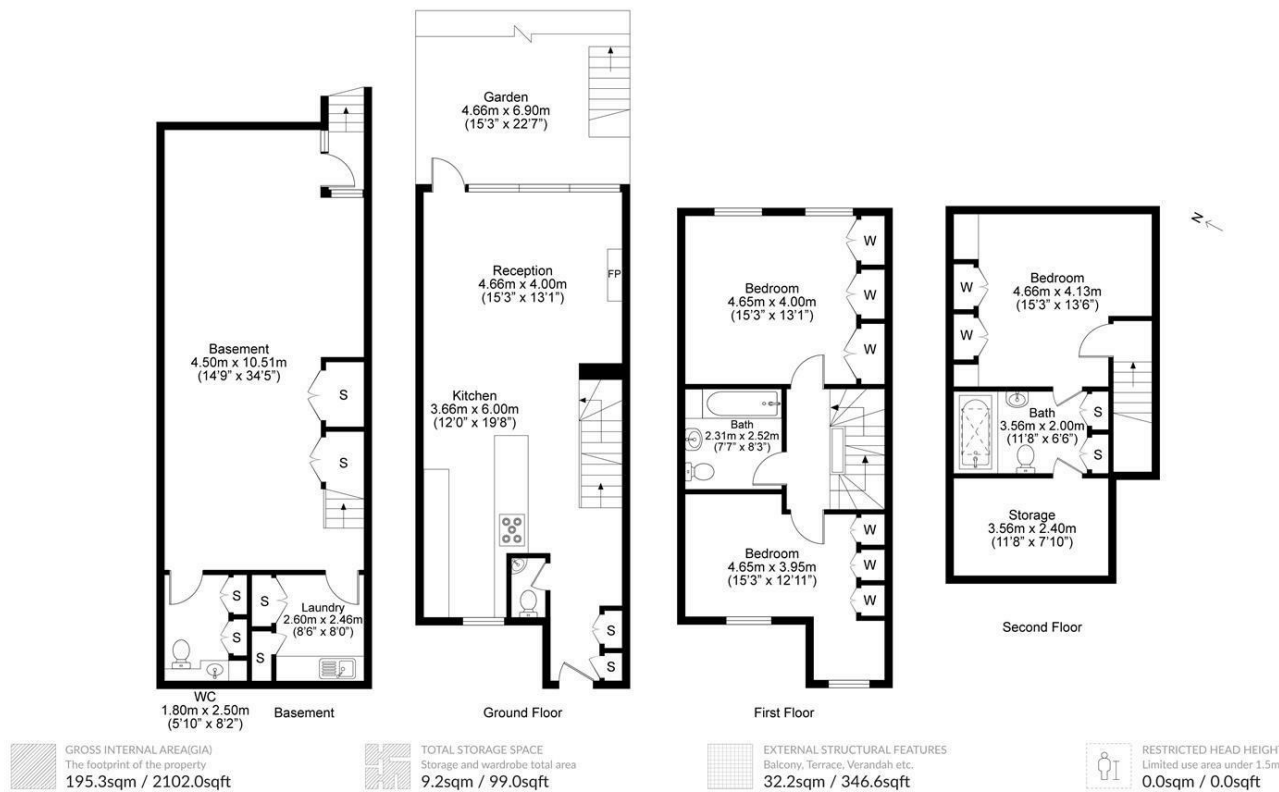 Garden
4.66m x 6.90m
(15'3" x 22'7")
Reception
4.66m x 4.00m
(15'3" x 13'1")
FP
Kitchen
3.66m x 6.00m
(12'0" x 19'8")
S
S
Ground Floor
Basement
4.50m x 10.51m
(14'9" x 34'5")
S
S
S
S
S
S
Laundry
2.60m x 2.46m
(8'6" x 8'0")
WC
1.80m x 2.50m
(5'10" x 8'2")
Basement
Bedroom
4.65m x 4.00m
(15'3" x 13'1")
W
W
W
Bath
2.31m x 2.52m
(7'7" x 8'3")
Bedroom
4.65m x 3.95m
(15'3" x 12'11")
W
W
W
First Floor
N
Bedroom
4.66m x 4.13m
(15'3" x 13'6")
W
W
Bath
3.56m x 2.00m
(11'8" x 6'6")
S
S
Storage
3.56m x 2.40m
(11'8" x 7'10")
Second Floor
GROSS INTERNAL AREA(GIA)
The footprint of the property
195.3sqm / 2102.0sqft
TOTAL STORAGE SPACE
Storage and wardrobe total area
9.2sqm / 99.0sqft
EXTERNAL STRUCTURAL FEATURES
Balcony, Terrace, Verandah etc.
32.2sqm / 346.6sqft
RESTRICTED HEAD HEIGH
Limited use area under 1.5m
0.0sqm / 0.0sqft